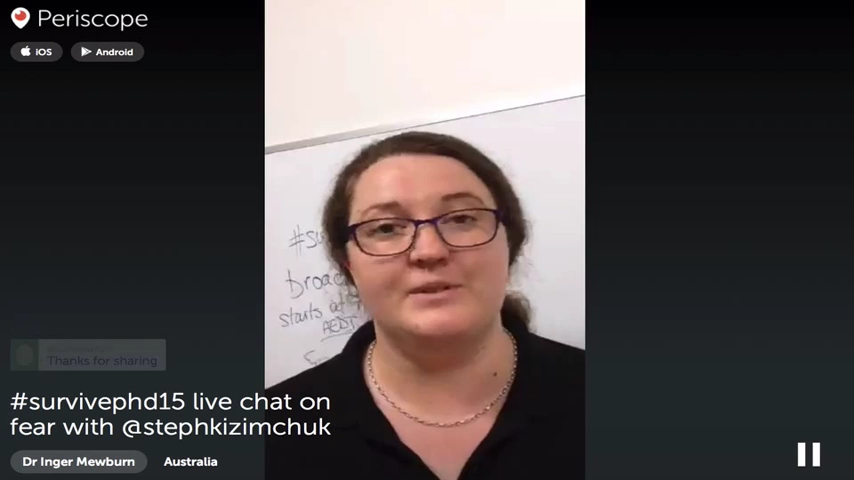 Periscope
iOS
Android
#su
broad
starts at
AEDT
Thanks for sharing
#survivephd15 live chat on
fear with @stephkizimchuk
Dr Inger Mewburn
Australia